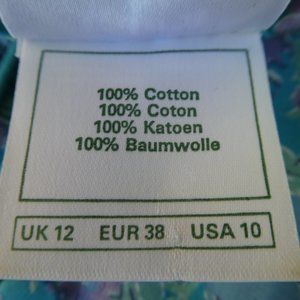 100% Cotton
100% Coton
100% Katoen
100% Baumwolle
UK 12 EUR 38 USA 10